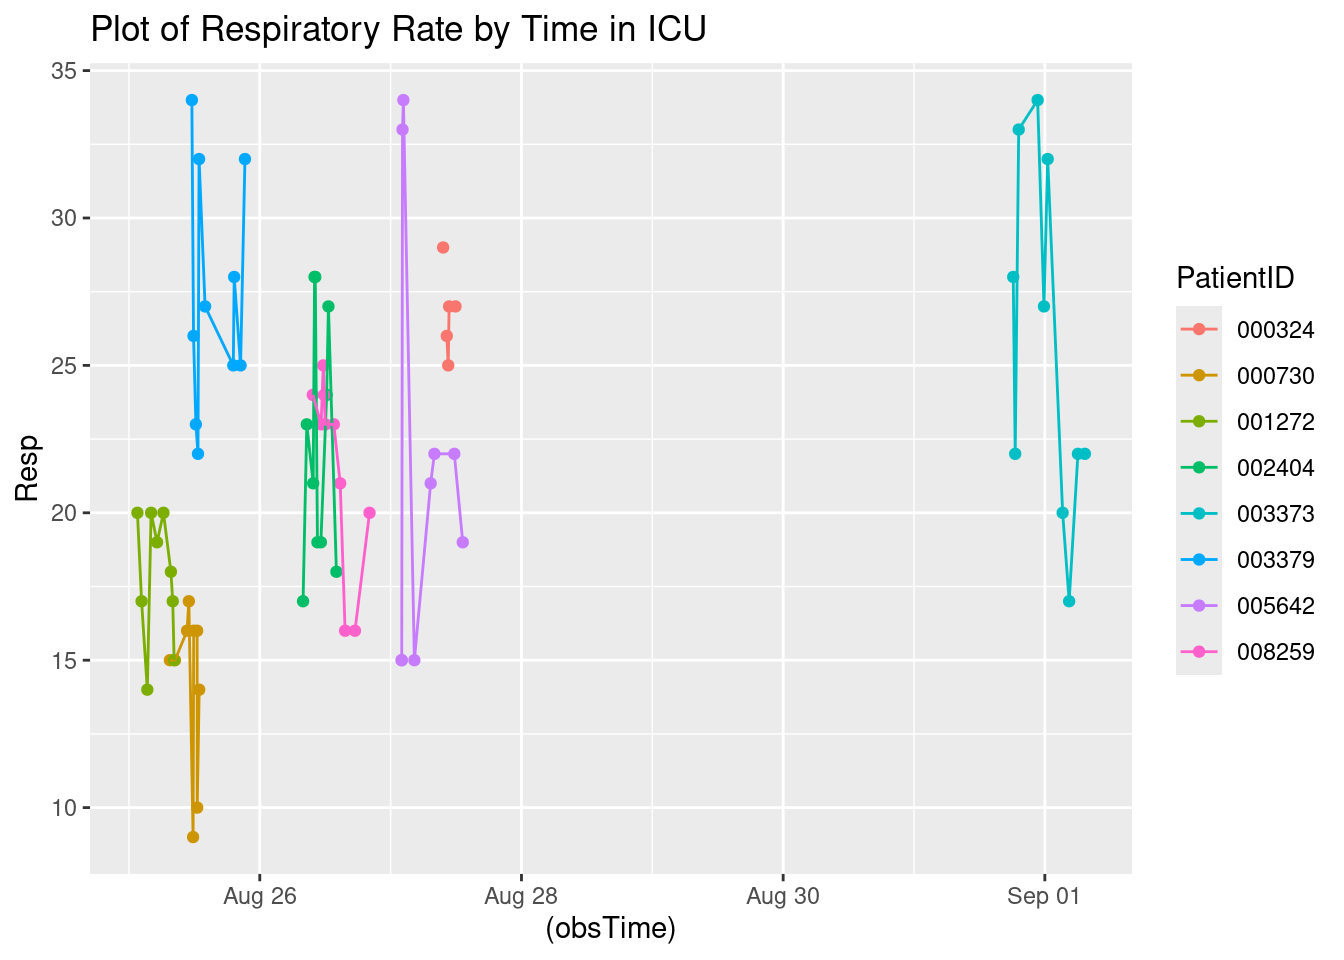 Plot of Respiratory Rate by Time in ICU
35
30
25
20
15
10
Resp
Aug 26
Aug 28
Aug 30
Sep 01
(obsTime)
PatientID
000324
000730
001272
002404
003373
003379
005642
008259